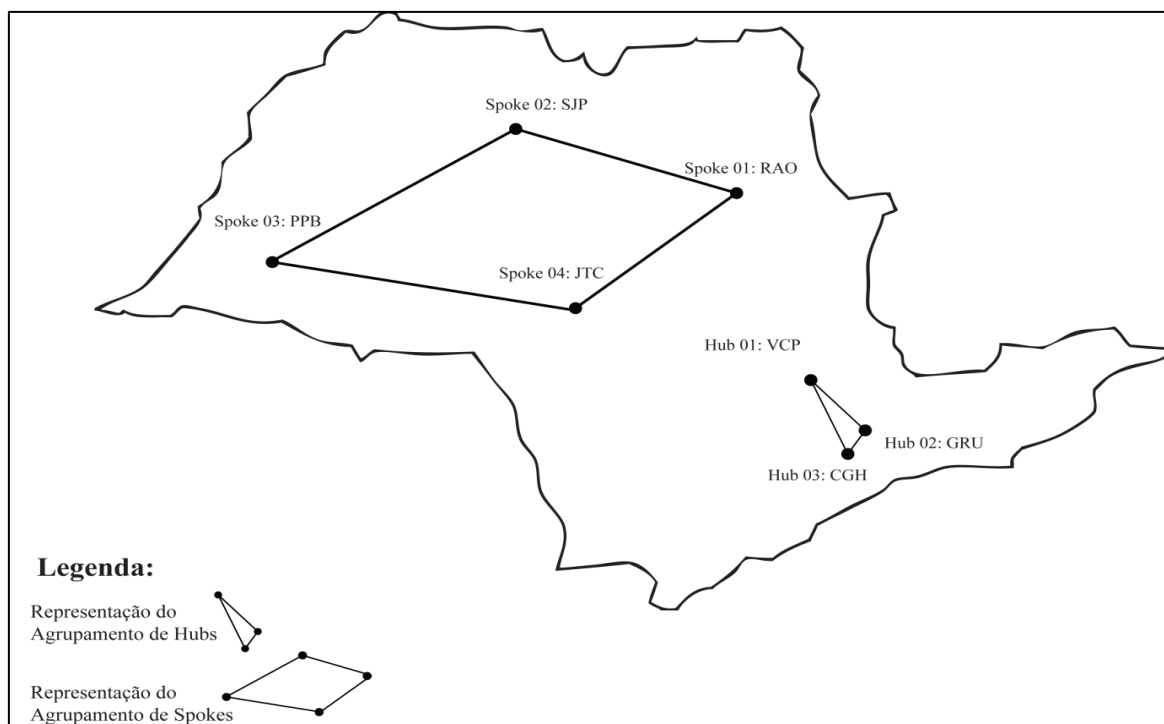 Spoke 02: SJP
Spoke 01: RAO
Spoke 03: PPB
Spoke 04: JTC
Hub 01: VCP
Hub 02: GRU
Hub 03: CGH
Legenda:
Representação do
Agrupamento de Hubs
Representação do
Agrupamento de Spokes